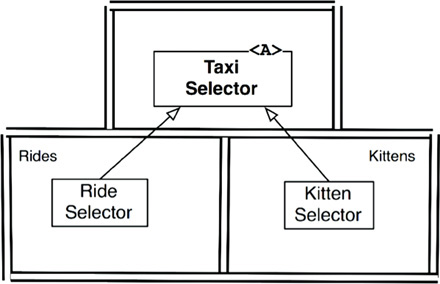 <A>
Taxi
Selector
Rides
Kittens
Ride
Selector
Kitten
Selector